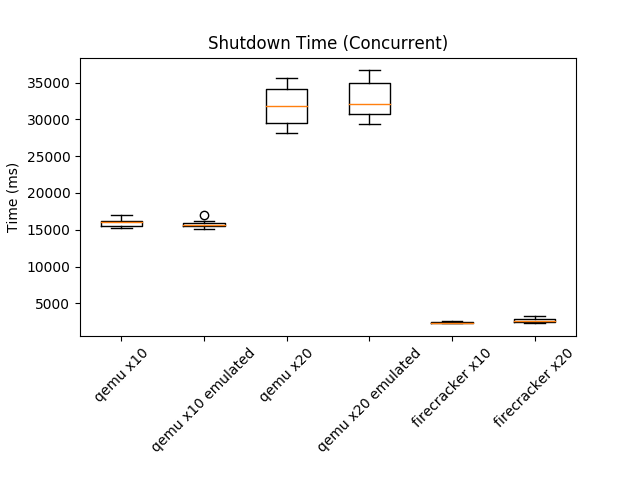 Shutdown Time (Concurrent)
Time (ms)
35000
30000
25000
20000
15000
10000
5000
qemu x10
qemu x10 emulated
qemu x20
qemu x20 emulated
firecracker x10
firecracker x20